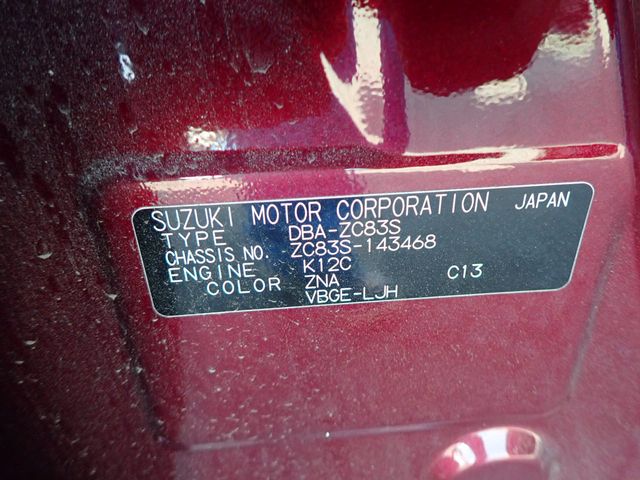 SUZUKI MOTOR CORPORATION JAPAN
TYPE DBA-ZC83S
CHASSIS NO. ZC83S-143468
ENGINE K12C C13
COLOR ZNA
VBGE-LJH